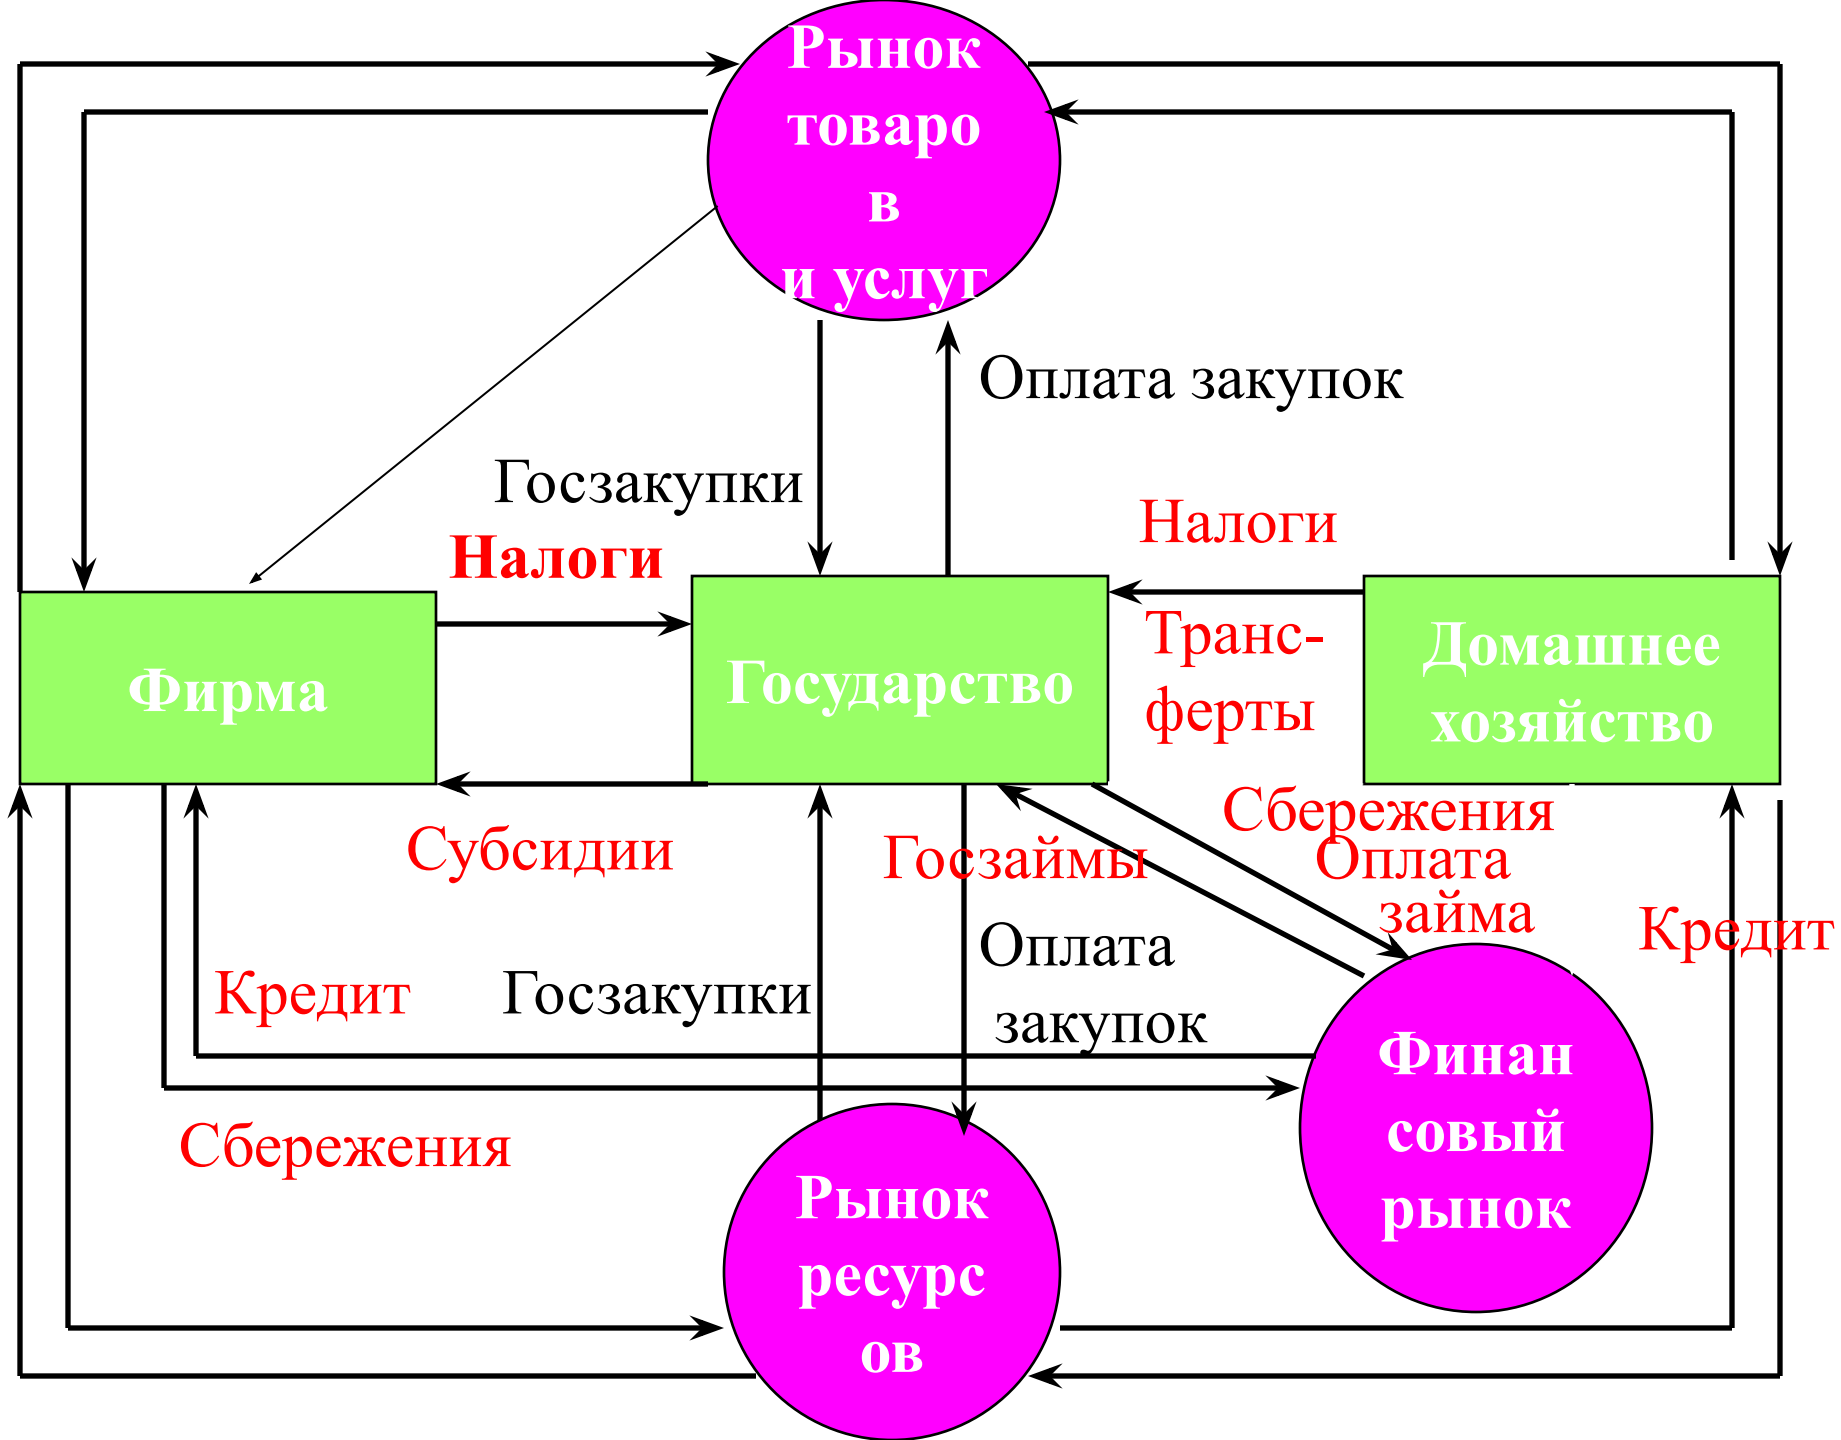 Рынок
товаро
в
и услуг
Оплата закупок
Госзакупки
Налоги
Налоги
Транс-
ферты
Фирма
Государство
Домашнее
хозяйство
Субсидии
Госзаймы
Сбережения
Оплата
займа
Кредит
Кредит
Госзакупки
Оплата
закупок
Сбережения
Финан
совый
рынок
Рынок
ресурс
ов